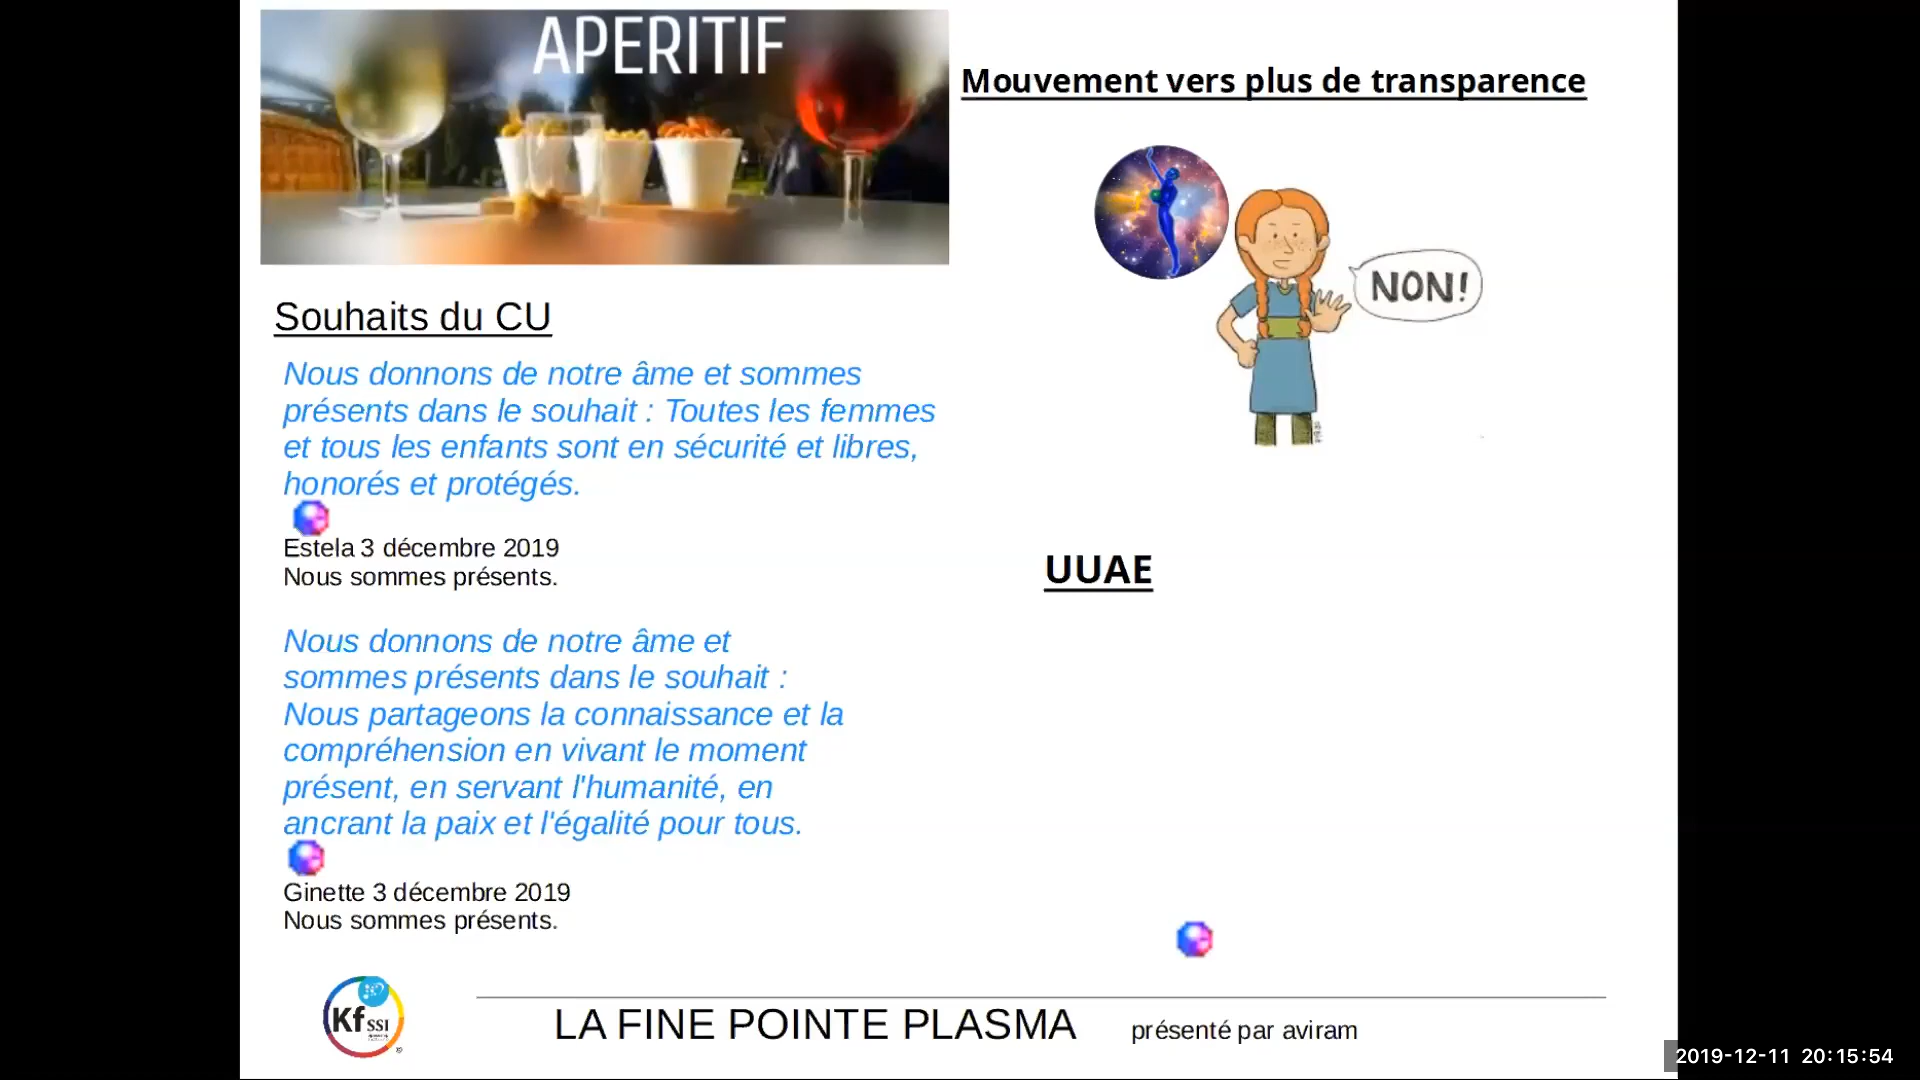 APERITIF
Mouvement vers plus de transparence
NON!
Souhaits du CU
Nous donnons de notre âme et sommes
présents dans le souhait : Toutes les femmes
et tous les enfants sont en sécurité et libres,
honorés et protégés.
Estela 3 décembre 2019
Nous sommes présents.
UUAE
Nous donnons de notre âme et
sommes présents dans le souhait :
Nous partageons la connaissance et la
compréhension en vivant le moment
présent, en servant l'humanité, en
ancrant la paix et l'égalité pour tous.
Ginette 3 décembre 2019
Nous sommes présents.
Kf SSI
LA FINE POINTE PLASMA
présenté par aviram
2019-12-11 20:15:54